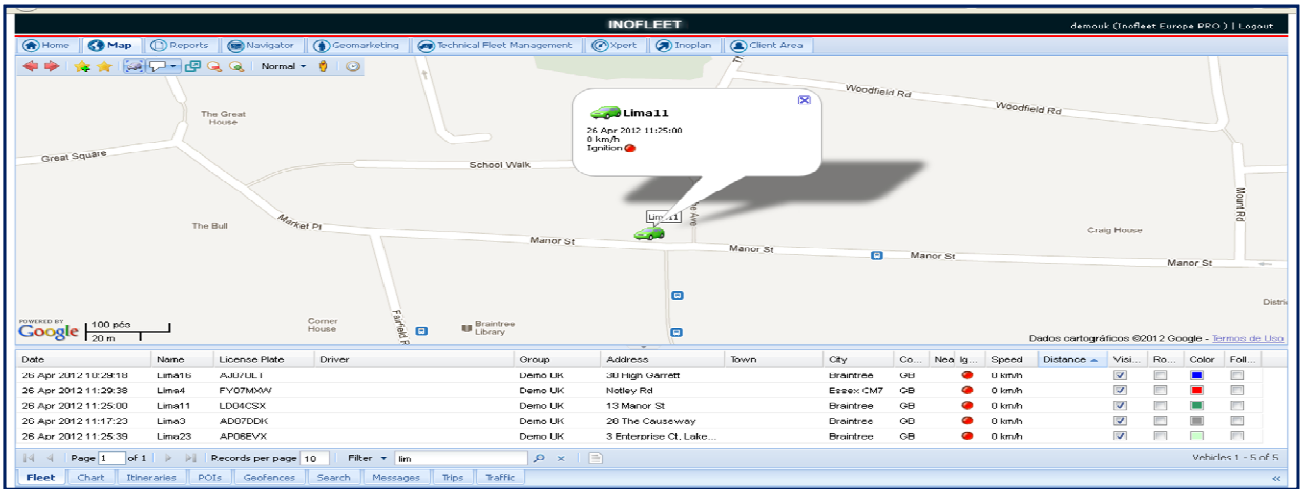 INOFLEET
demouk (Inofleet Europe PRO ) | Logout
Home Map Reports Navigator Geomarketing Technical Fleet Management Xpert Inoplan Client Area
Normal
Woodfield Rd
Woodfield Rd
The Great House
Lima11
26 Apr 2012 11:25:00
0 km/h
Ignition
Great Square
School Walk
Mount Rd
Lima11
The Bull
Market Pl
Craig House
Manor St
Manor St
Manor St
Manor St
Corner House
Fairfield R
Braintree Library
POWERED BY Google
100 pés
20 m
Dados cartográficos ©2012 Google - Termos de Uso
Date Name License Plate Driver Group Address Town City Co... Nea Ig... Speed Distance Visi... Ro... Color Foll...
26 Apr 2012 10:29:18 Lima16 Demo UK 30 High Garrett Braintree GB 0 km/h
26 Apr 2012 11:29:38 Lima4 FY07MXW Demo UK Notley Rd Essex CM7 GB 0 km/h
26 Apr 2012 11:25:00 Lima11 LD04CSX Demo UK 13 Manor St Braintree GB 0 km/h
26 Apr 2012 11:17:23 Lima3 AD07DDK Demo UK 28 The Causeway Braintree GB 0 km/h
26 Apr 2012 11:25:39 Lima23 AP06EVX Demo UK 3 Enterprise Ct, Lake... Braintree GB 0 km/h
Page 1 of 1 Records per page 10 Filter lim Vehicles 1 - 5 of 5
Fleet Chart Itineraries POIs Geofences Search Messages Trips Traffic